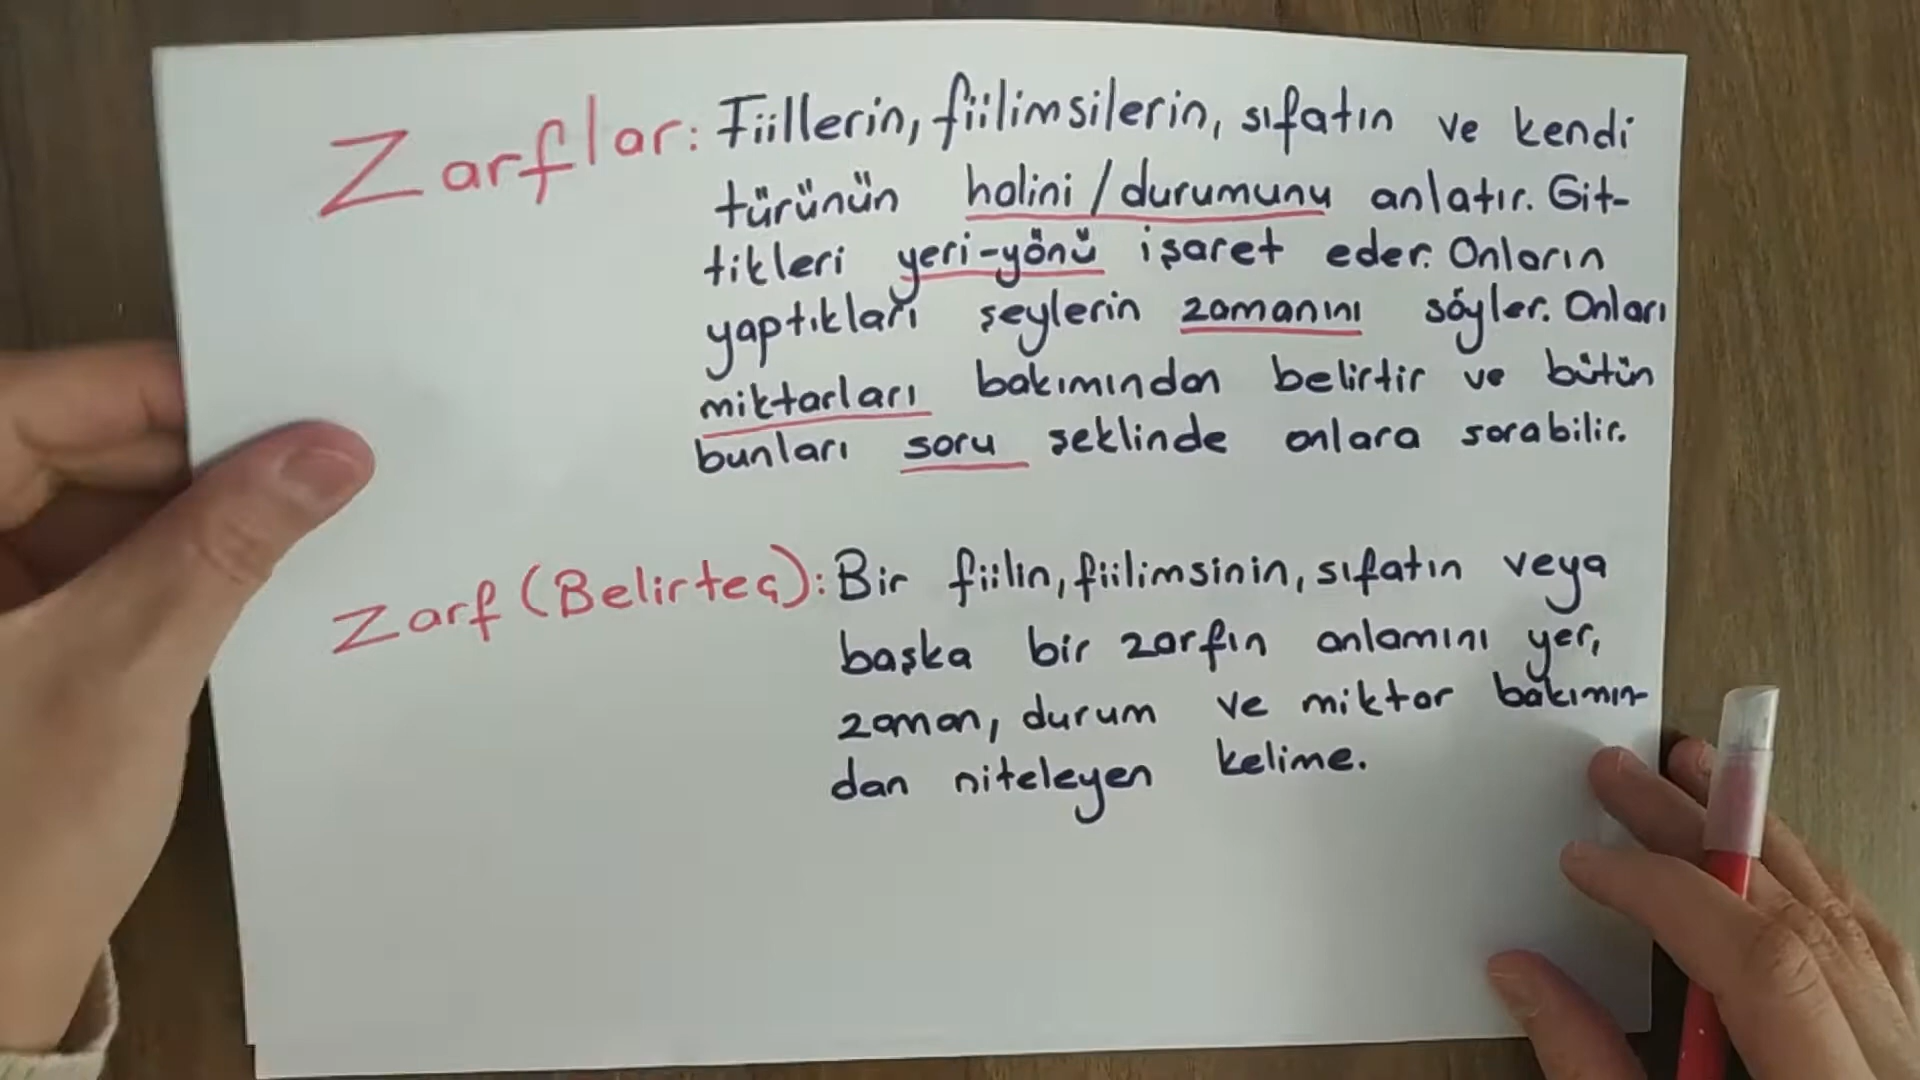 Zarflar: Fiillerin, fiilimsilerin, sıfatın ve kendi
türünün halini / durumunu anlatır. Git-
tikleri yeri-yönü işaret eder. Onların
yaptıkları şeylerin zamanını söyler. Onları
miktarları bakımından belirtir ve bütün
bunları soru şeklinde onlara sorabilir.
Zarf (Belirteç): Bir fiilin, fiilimsinin, sıfatın veya
başka bir zarfın anlamını yer,
zaman, durum ve miktar bakımın-
dan niteleyen kelime.